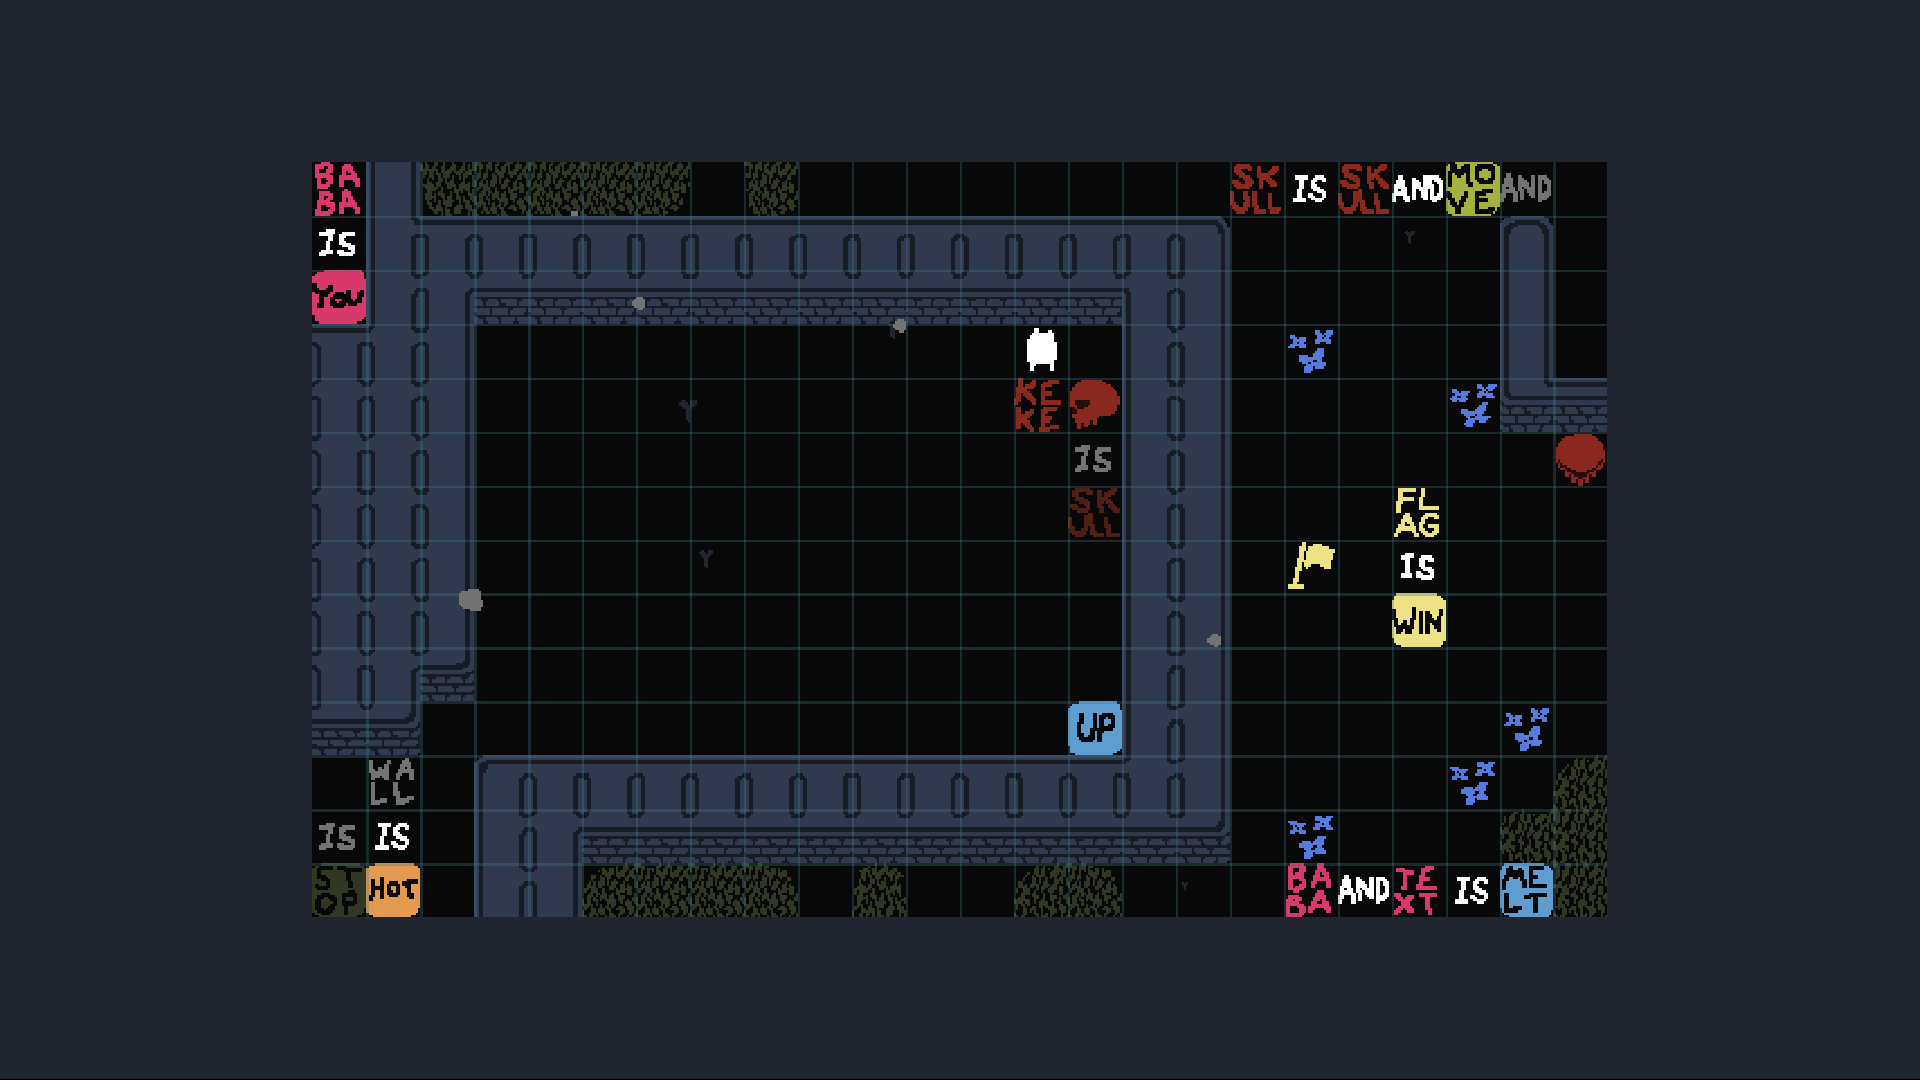 BABA IS YOU
SKULL IS SKULL AND MOVE AND
KEKE
IS
SKULL
FLAG IS WIN
UP
WALL IS HOT
IS
STOP
BABA AND TEXT IS MELT